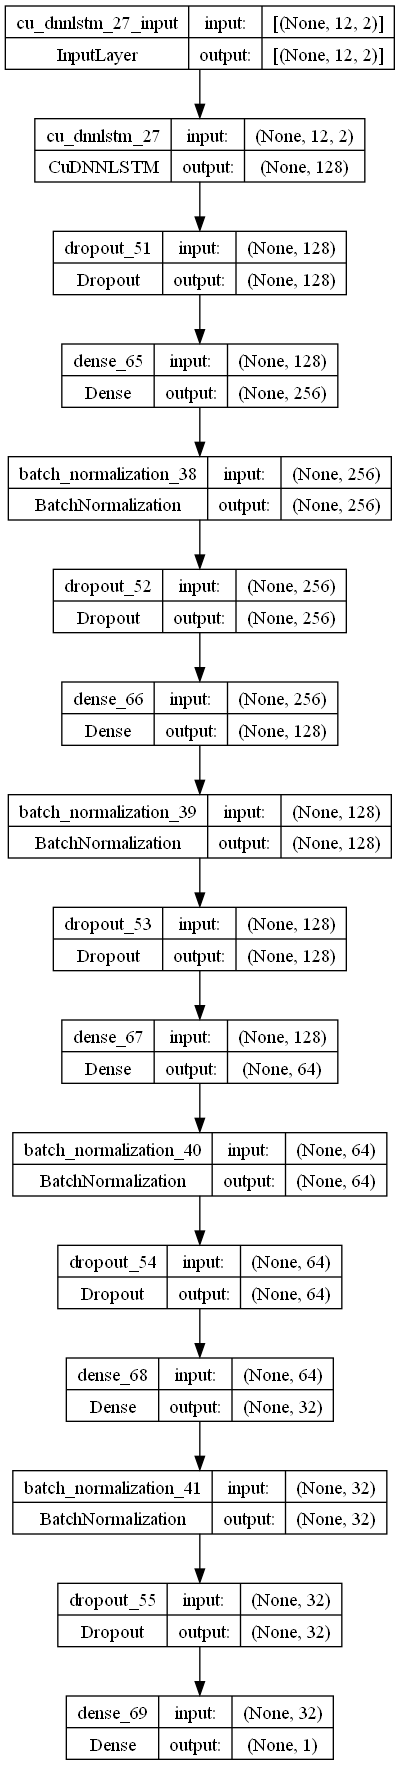 cu_dnnlstm_27_input input: [(None, 12, 2)]
InputLayer output: [(None, 12, 2)]
cu_dnnlstm_27 input: (None, 12, 2)
CuDNNLSTM output: (None, 128)
dropout_51 input: (None, 128)
Dropout output: (None, 128)
dense_65 input: (None, 128)
Dense output: (None, 256)
batch_normalization_38 input: (None, 256)
BatchNormalization output: (None, 256)
dropout_52 input: (None, 256)
Dropout output: (None, 256)
dense_66 input: (None, 256)
Dense output: (None, 128)
batch_normalization_39 input: (None, 128)
BatchNormalization output: (None, 128)
dropout_53 input: (None, 128)
Dropout output: (None, 128)
dense_67 input: (None, 128)
Dense output: (None, 64)
batch_normalization_40 input: (None, 64)
BatchNormalization output: (None, 64)
dropout_54 input: (None, 64)
Dropout output: (None, 64)
dense_68 input: (None, 64)
Dense output: (None, 32)
batch_normalization_41 input: (None, 32)
BatchNormalization output: (None, 32)
dropout_55 input: (None, 32)
Dropout output: (None, 32)
dense_69 input: (None, 32)
Dense output: (None, 1)